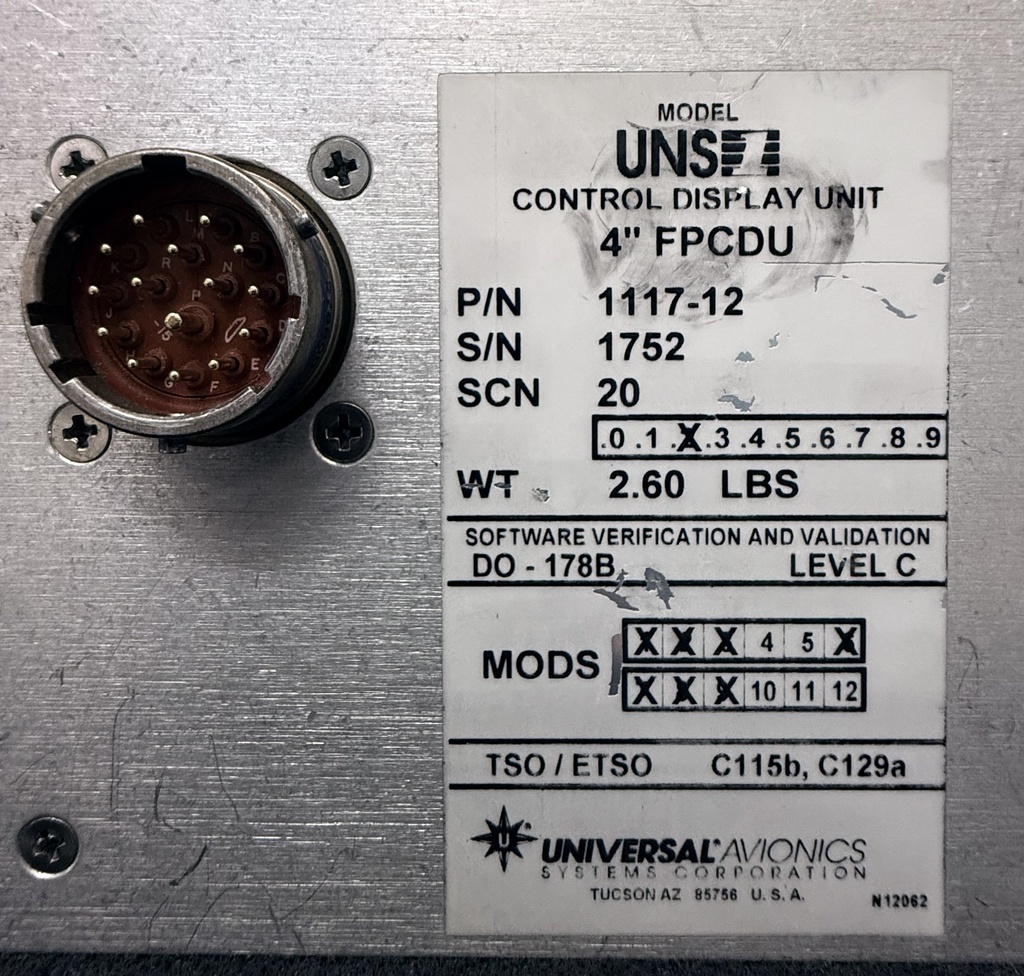 MODEL
UNS 1
CONTROL DISPLAY UNIT
4" FPCDU
P/N 1117-12
S/N 1752
SCN 20
.0 .1 .X .3 .4 .5 .6 .7 .8 .9
WT 2.60 LBS
SOFTWARE VERIFICATION AND VALIDATION
DO - 178B LEVEL C
MODS
X X X 4 5 X
X X X 10 11 12
TSO / ETSO C115b, C129a
U® UNIVERSAL® AVIONICS
SYSTEMS CORPORATION
TUCSON AZ 85756 U. S. A.
N12062
L
M
B
A
K
R
N
C
P
J
D
E
G
F